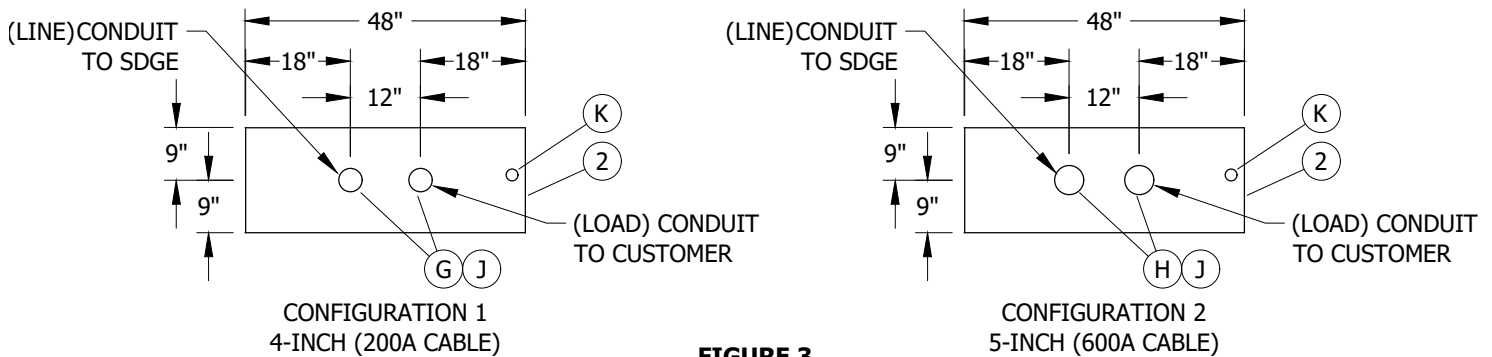 48"
(LINE)CONDUIT
TO SDGE
18"
18"
12"
K
9"
2
9"
(LOAD) CONDUIT
TO CUSTOMER
G
J
CONFIGURATION 1
4-INCH (200A CABLE)
48"
(LINE)CONDUIT
TO SDGE
18"
18"
12"
K
9"
2
9"
(LOAD) CONDUIT
TO CUSTOMER
H
J
CONFIGURATION 2
5-INCH (600A CABLE)
FIGURE 3